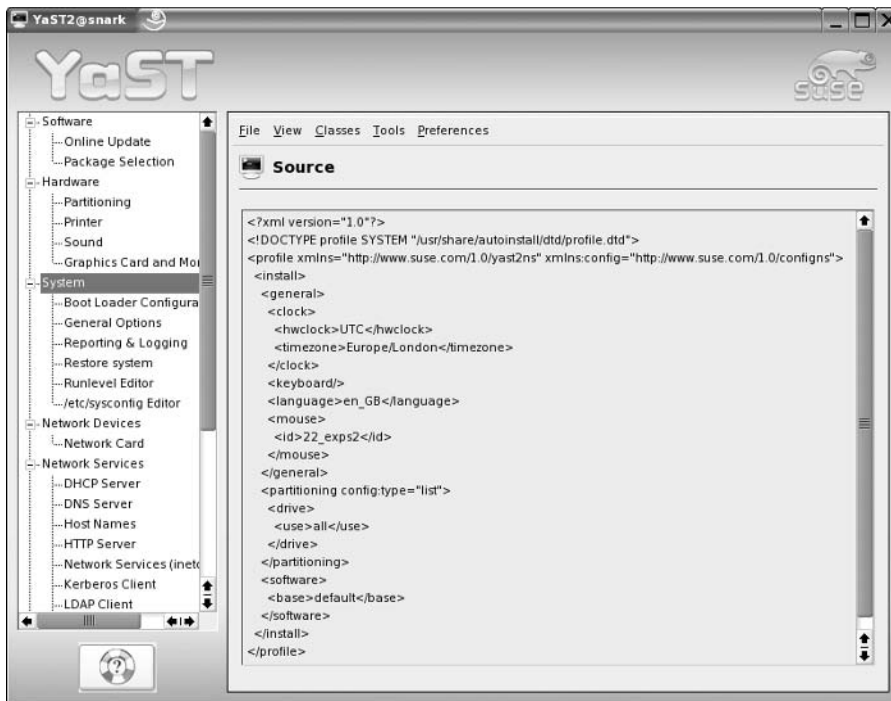 YaST2@snark
YaST
suse
Software
Online Update
Package Selection
Hardware
Partitioning
Printer
Sound
Graphics Card and Mo
System
Boot Loader Configura
General Options
Reporting & Logging
Restore system
Runlevel Editor
/etc/sysconfig Editor
Network Devices
Network Card
Network Services
DHCP Server
DNS Server
Host Names
HTTP Server
Network Services (inetd
Kerberos Client
LDAP Client
File View Classes Tools Preferences
Source
<?xml version="1.0"?>
<!DOCTYPE profile SYSTEM "/usr/share/autoinstall/dtd/profile.dtd">
<profile xmlns="http://www.suse.com/1.0/yast2ns" xmlns:config="http://www.suse.com/1.0/configns">
<install>
<general>
<clock>
<hwclock>UTC</hwclock>
<timezone>Europe/London</timezone>
</clock>
<keyboard/>
<language>en_GB</language>
<mouse>
<id>22_exps2</id>
</mouse>
</general>
<partitioning config:type="list">
<drive>
<use>all</use>
</drive>
</partitioning>
<software>
<base>default</base>
</software>
</install>
</profile>